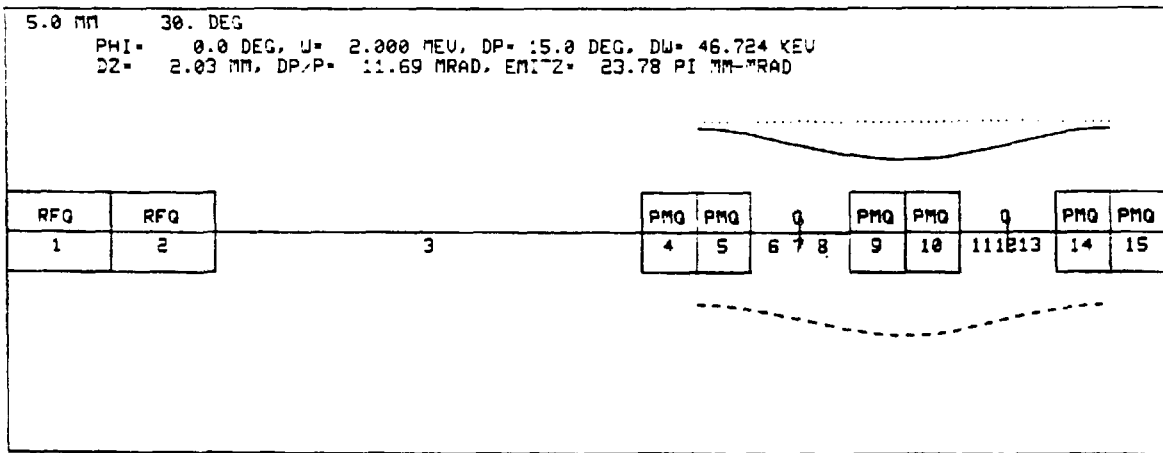 5.0 MM 30. DEG
PHI= 0.0 DEG, W= 2.000 MEV, DP= 15.0 DEG, DW= 46.724 KEV
DZ= 2.03 MM, DP/P= 11.69 MRAD, EMITZ= 23.78 PI MM-MRAD
RFQ RFQ PMQ PMQ Q PMQ PMQ Q PMQ PMQ
1 2 3 4 5 6 7 8 9 10 11 12 13 14 15